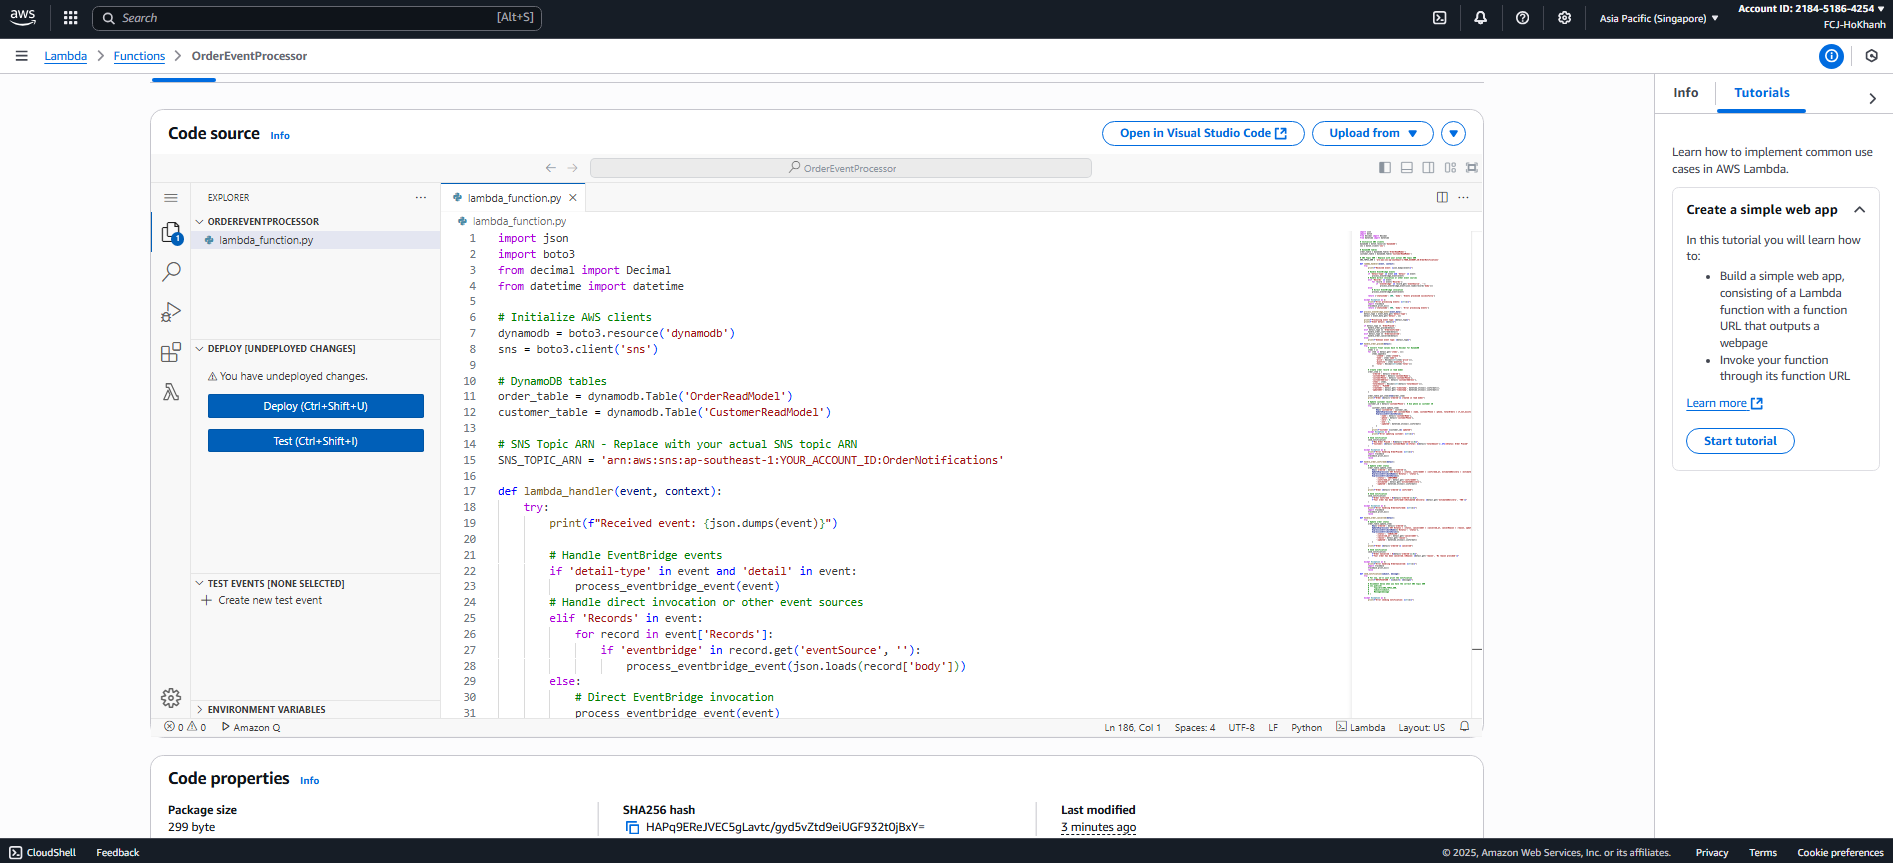 aws
Search
[Alt+S]
Asia Pacific (Singapore)
Account ID: 2184-5186-4254
FCJ-HoKhanh
Lambda
Functions
OrderEventProcessor
Info
Tutorials
Code source
Info
Open in Visual Studio Code
Upload from
OrderEventProcessor
EXPLORER
ORDEREVENTPROCESSOR
lambda_function.py
DEPLOY [UNDEPLOYED CHANGES]
You have undeployed changes.
Deploy (Ctrl+Shift+U)
Test (Ctrl+Shift+I)
TEST EVENTS [NONE SELECTED]
Create new test event
ENVIRONMENT VARIABLES
1
lambda_function.py
lambda_function.py
1 import json
2 import boto3
3 from decimal import Decimal
4 from datetime import datetime
5
6 # Initialize AWS clients
7 dynamodb = boto3.resource('dynamodb')
8 sns = boto3.client('sns')
9
10 # DynamoDB tables
11 order_table = dynamodb.Table('OrderReadModel')
12 customer_table = dynamodb.Table('CustomerReadModel')
13
14 # SNS Topic ARN - Replace with your actual SNS topic ARN
15 SNS_TOPIC_ARN = 'arn:aws:sns:ap-southeast-1:YOUR_ACCOUNT_ID:OrderNotifications'
16
17 def lambda_handler(event, context):
18 try:
19 print(f"Received event: {json.dumps(event)}")
20
21 # Handle EventBridge events
22 if 'detail-type' in event and 'detail' in event:
23 process_eventbridge_event(event)
24 # Handle direct invocation or other event sources
25 elif 'Records' in event:
26 for record in event['Records']:
27 if 'eventbridge' in record.get('eventSource', ''):
28 process_eventbridge_event(json.loads(record['body']))
29 else:
30 # Direct EventBridge invocation
31 process_eventbridge_event(event)
0 0
Amazon Q
Ln 186, Col 1
Spaces: 4
UTF-8
LF
Python
Lambda
Layout: US
Learn how to implement common use
cases in AWS Lambda.
Create a simple web app
In this tutorial you will learn how
to:
• Build a simple web app,
consisting of a Lambda
function with a function
URL that outputs a
webpage
• Invoke your function
through its function URL
Learn more
Start tutorial
Code properties
Info
Package size
299 byte
SHA256 hash
HAPq9EReJVEC5gLavtc/gyd5vZtd9eiUGF932t0jBxY=
Last modified
3 minutes ago
CloudShell
Feedback
© 2025, Amazon Web Services, Inc. or its affiliates.
Privacy
Terms
Cookie preferences